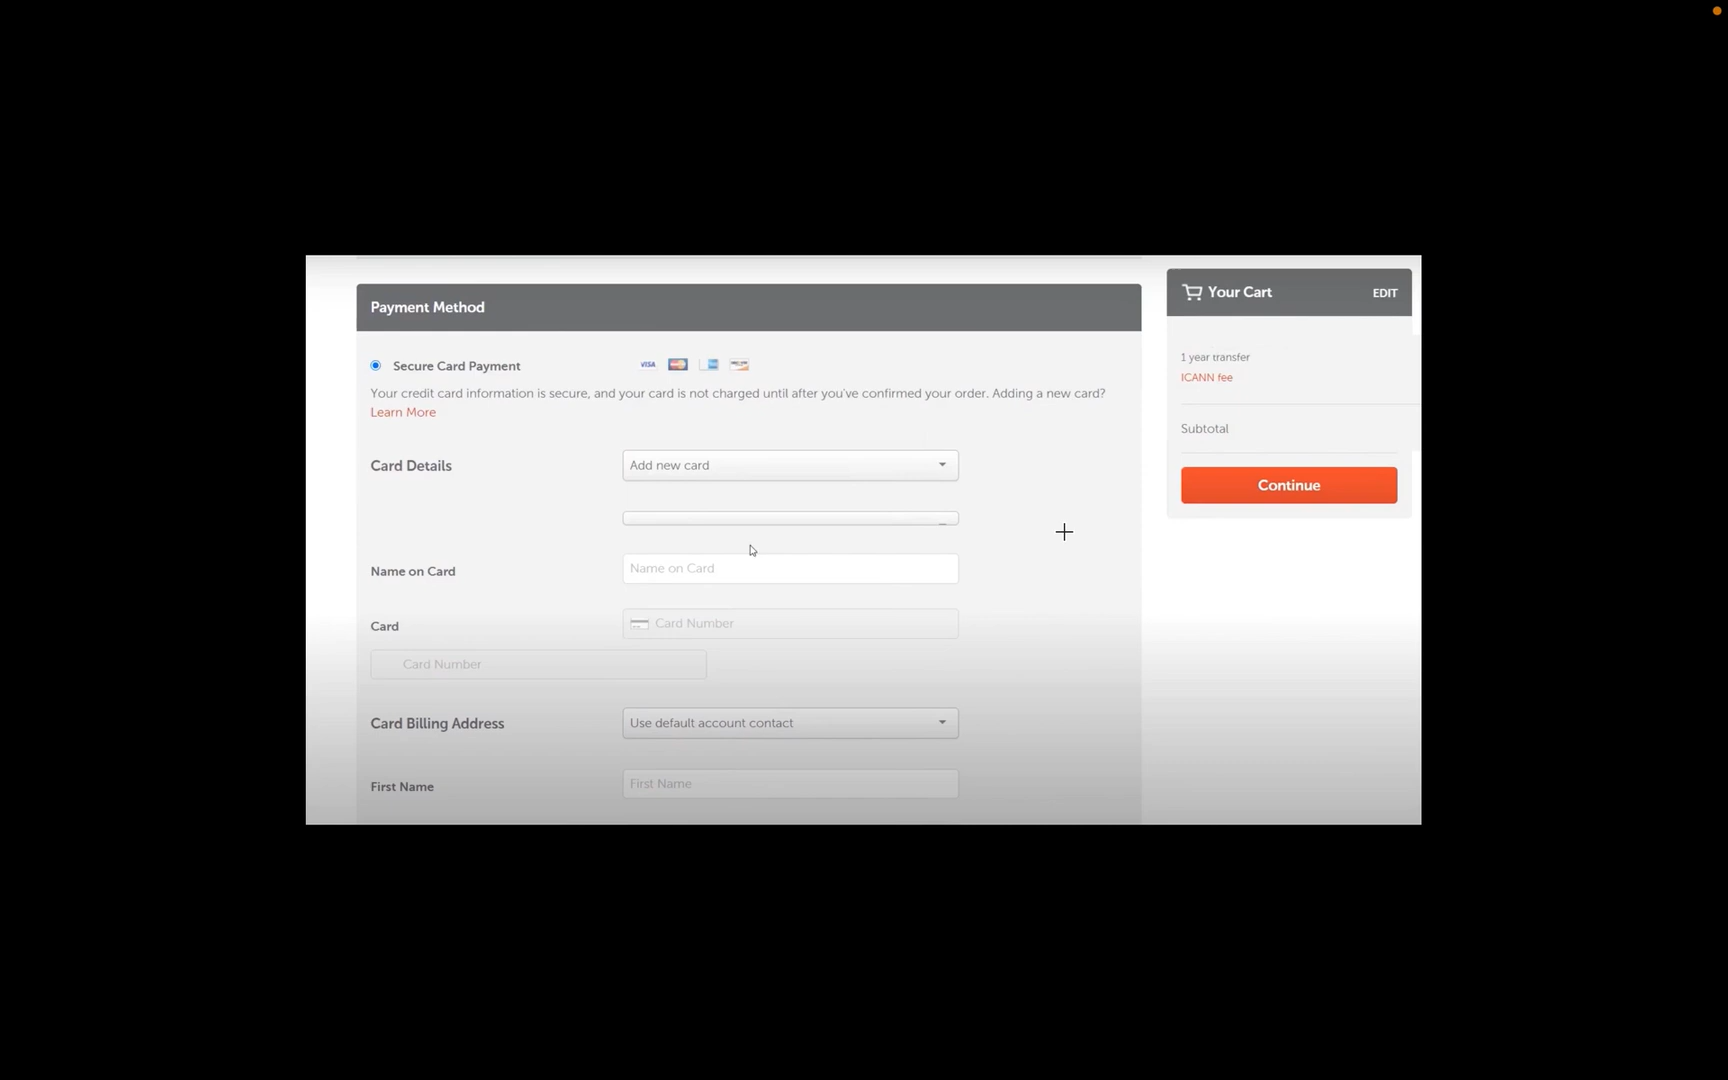 Payment Method
Your Cart EDIT
Secure Card Payment VISA
Your credit card information is secure, and your card is not charged until after you've confirmed your order. Adding a new card?
Learn More
1 year transfer
ICANN fee
Subtotal
Continue
Card Details Add new card
Name on Card Name on Card
Card Card Number
Card Number
Card Billing Address Use default account contact
First Name First Name